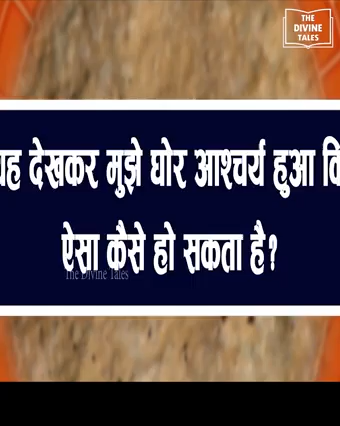 THE
DIVINE
TALES
यह देखकर मुझे घोर आश्चर्य हुआ कि
ऐसा कैसे हो सकता है?
The Divine Tales